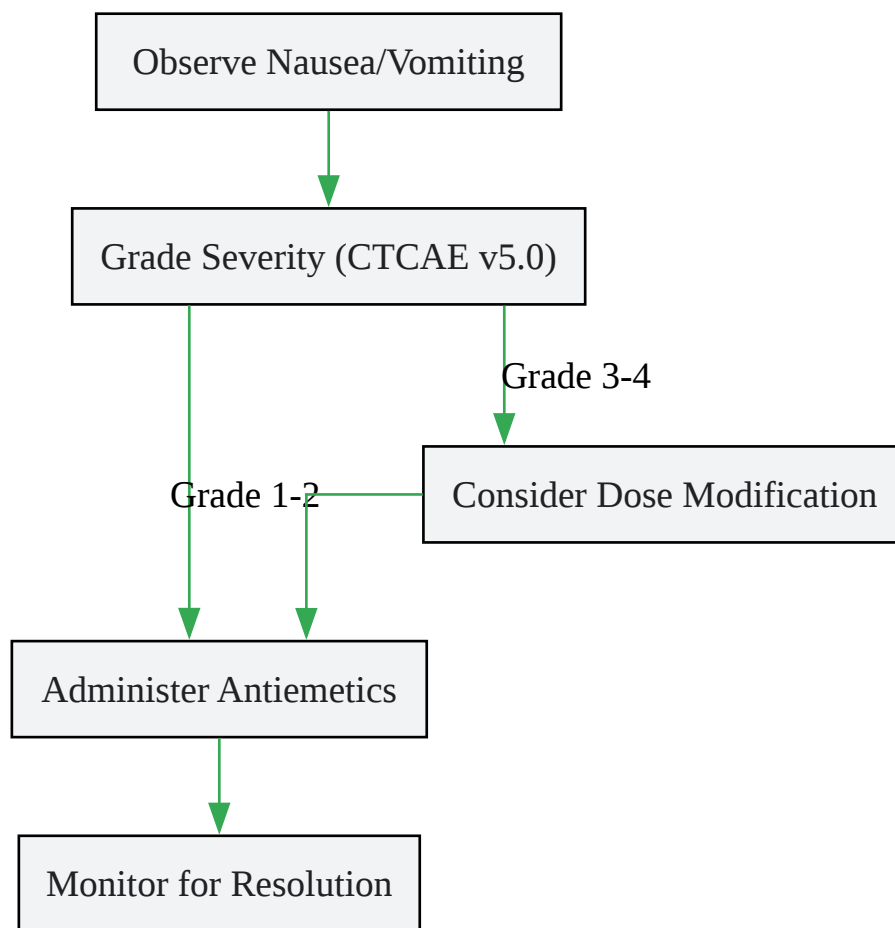 Observe Nausea/Vomiting
Grade Severity (CTCAE v5.0)
Grade 3-4
Grade 1-2
Consider Dose Modification
Administer Antiemetics
Monitor for Resolution